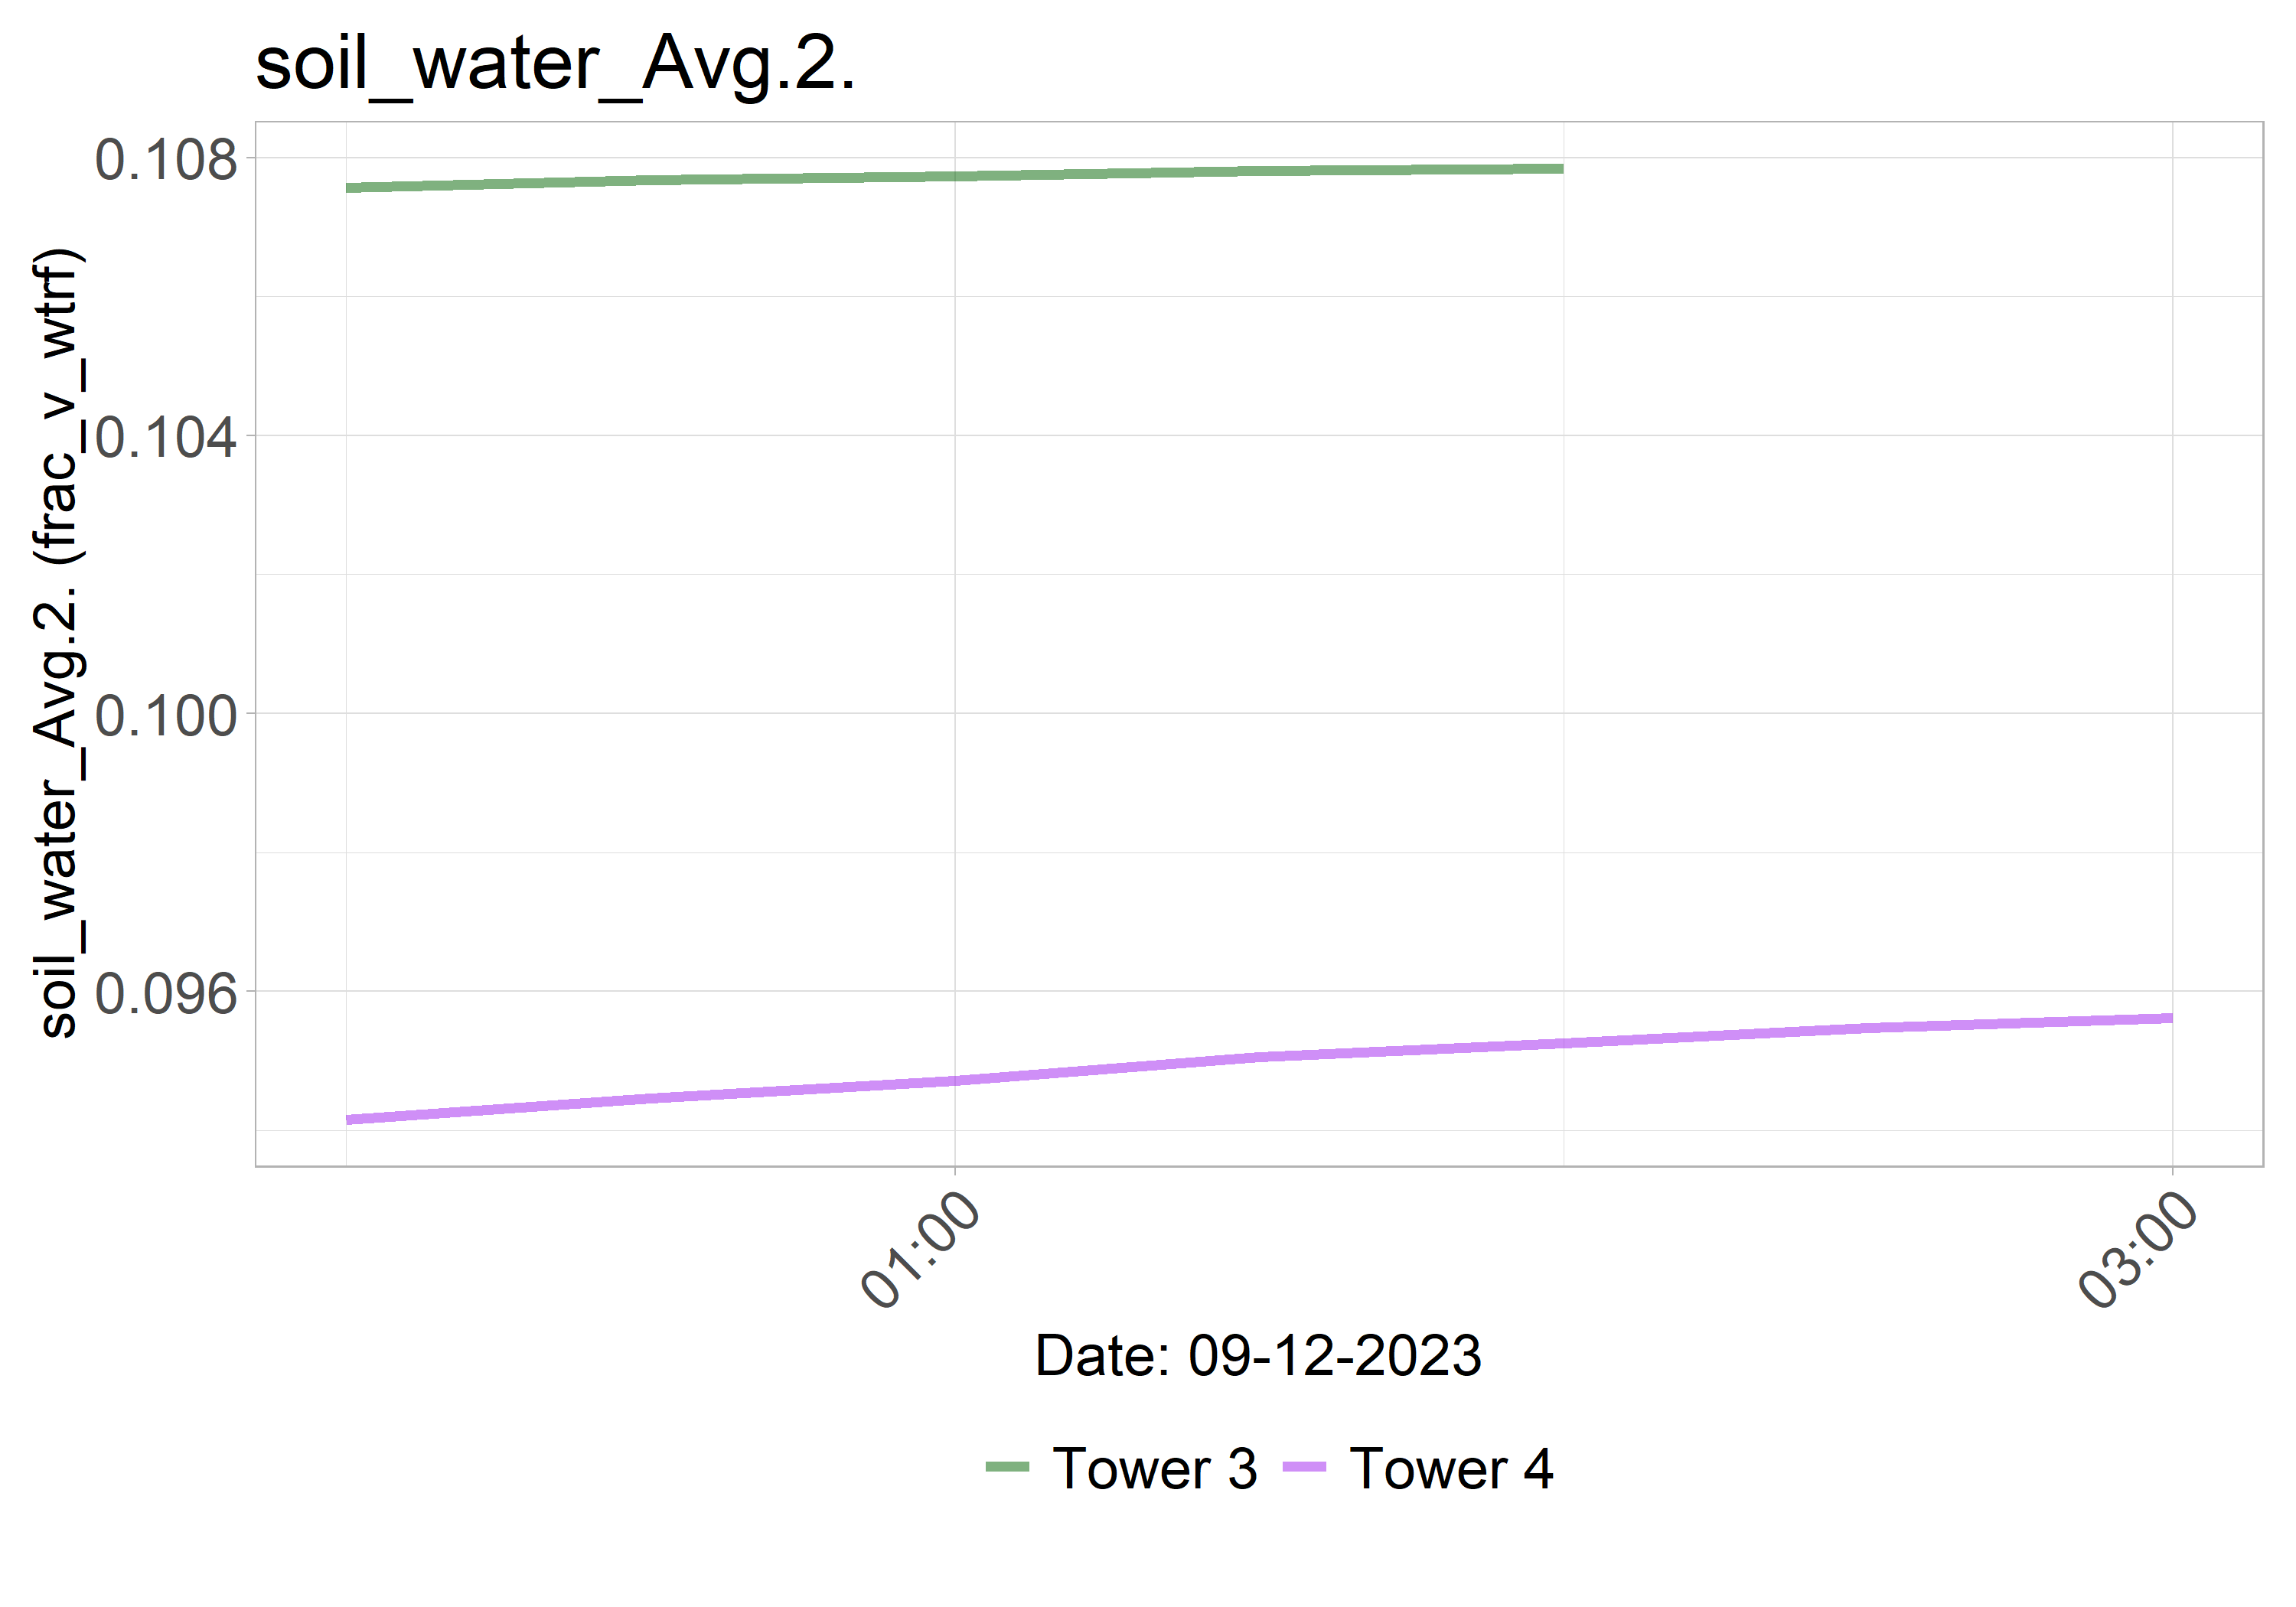 soil_water_Avg.2.
soil_water_Avg.2. (frac_v_wtrf)
0.108
0.104
0.100
0.096
01:00
03:00
Date: 09-12-2023
Tower 3
Tower 4